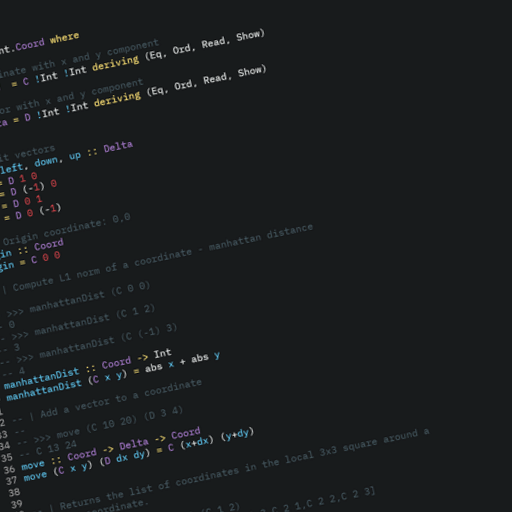 nt.Coord where
inate with x and y component
= C !Int !Int deriving (Eq, Ord, Read, Show)
or with x and y component
ta = D !Int !Int deriving (Eq, Ord, Read, Show)
it vectors
left, down, up :: Delta
= D 1 0
= D (-1) 0
= D 0 1
= D 0 (-1)
Origin coordinate: 0,0
gin :: Coord
gin = C 0 0
| Compute L1 norm of a coordinate - manhattan distance
>>> manhattanDist (C 0 0)
-- 0
-- >>> manhattanDist (C 1 2)
-- 3
-- >>> manhattanDist (C (-1) 3)
-- 4
manhattanDist :: Coord -> Int
manhattanDist (C x y) = abs x + abs y
-- | Add a vector to a coordinate
33 --
34 -- >>> move (C 10 20) (D 3 4)
35 -- C 13 24
36 move :: Coord -> Delta -> Coord
37 move (C x y) (D dx dy) = C (x+dx) (y+dy)
38
39 -- | Returns the list of coordinates in the local 3x3 square around a
coordinate.
(C 1 2)
2,C 2 1,C 2 2,C 2 3]